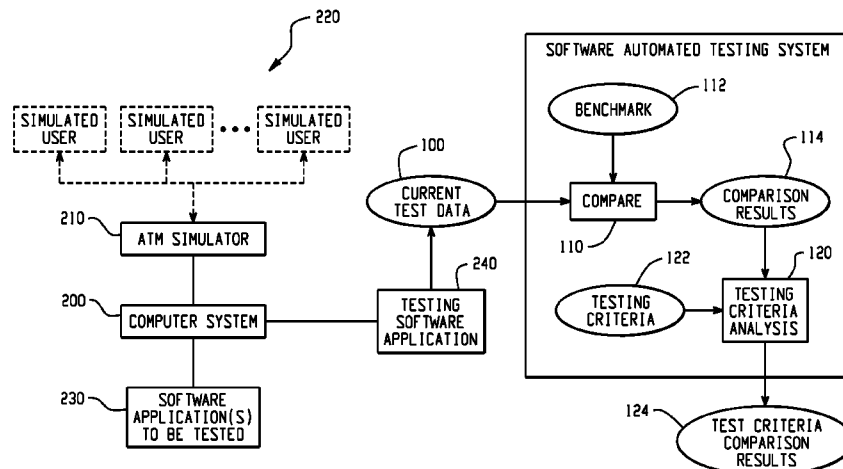 220
SOFTWARE AUTOMATED TESTING SYSTEM
SIMULATED
USER
SIMULATED
USER
SIMULATED
USER
BENCHMARK
112
100
CURRENT
TEST DATA
COMPARE
110
114
COMPARISON
RESULTS
210
ATM SIMULATOR
240
122
TESTING
CRITERIA
120
TESTING
CRITERIA
ANALYSIS
200
COMPUTER SYSTEM
TESTING
SOFTWARE
APPLICATION
230
SOFTWARE
APPLICATION(S)
TO BE TESTED
124
TEST CRITERIA
COMPARISON
RESULTS